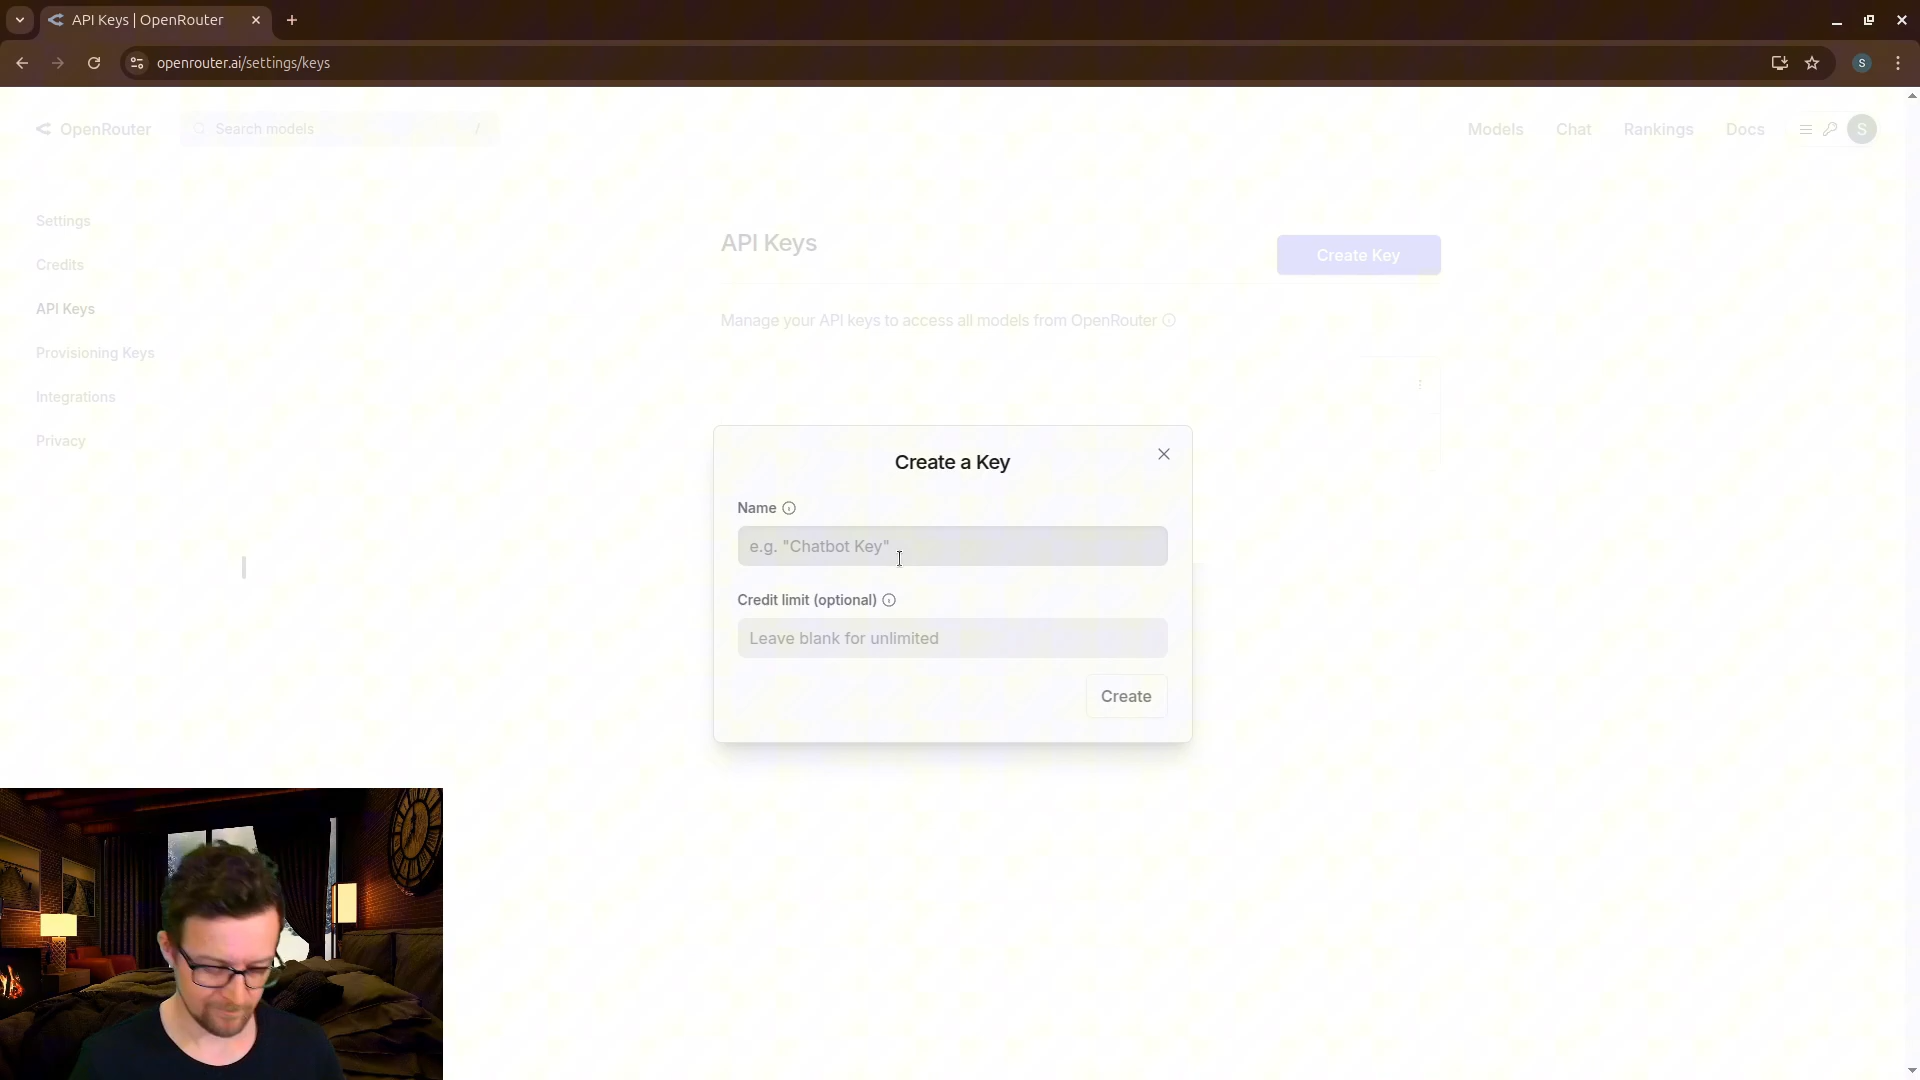 API Keys | OpenRouter
openrouter.ai/settings/keys
S
OpenRouter
Search models
/
Models
Chat
Rankings
Docs
S
Settings
Credits
API Keys
Provisioning Keys
Integrations
Privacy
API Keys
Create Key
Manage your API keys to access all models from OpenRouter
Create a Key
Name
e.g. "Chatbot Key"
Credit limit (optional)
Leave blank for unlimited
Create